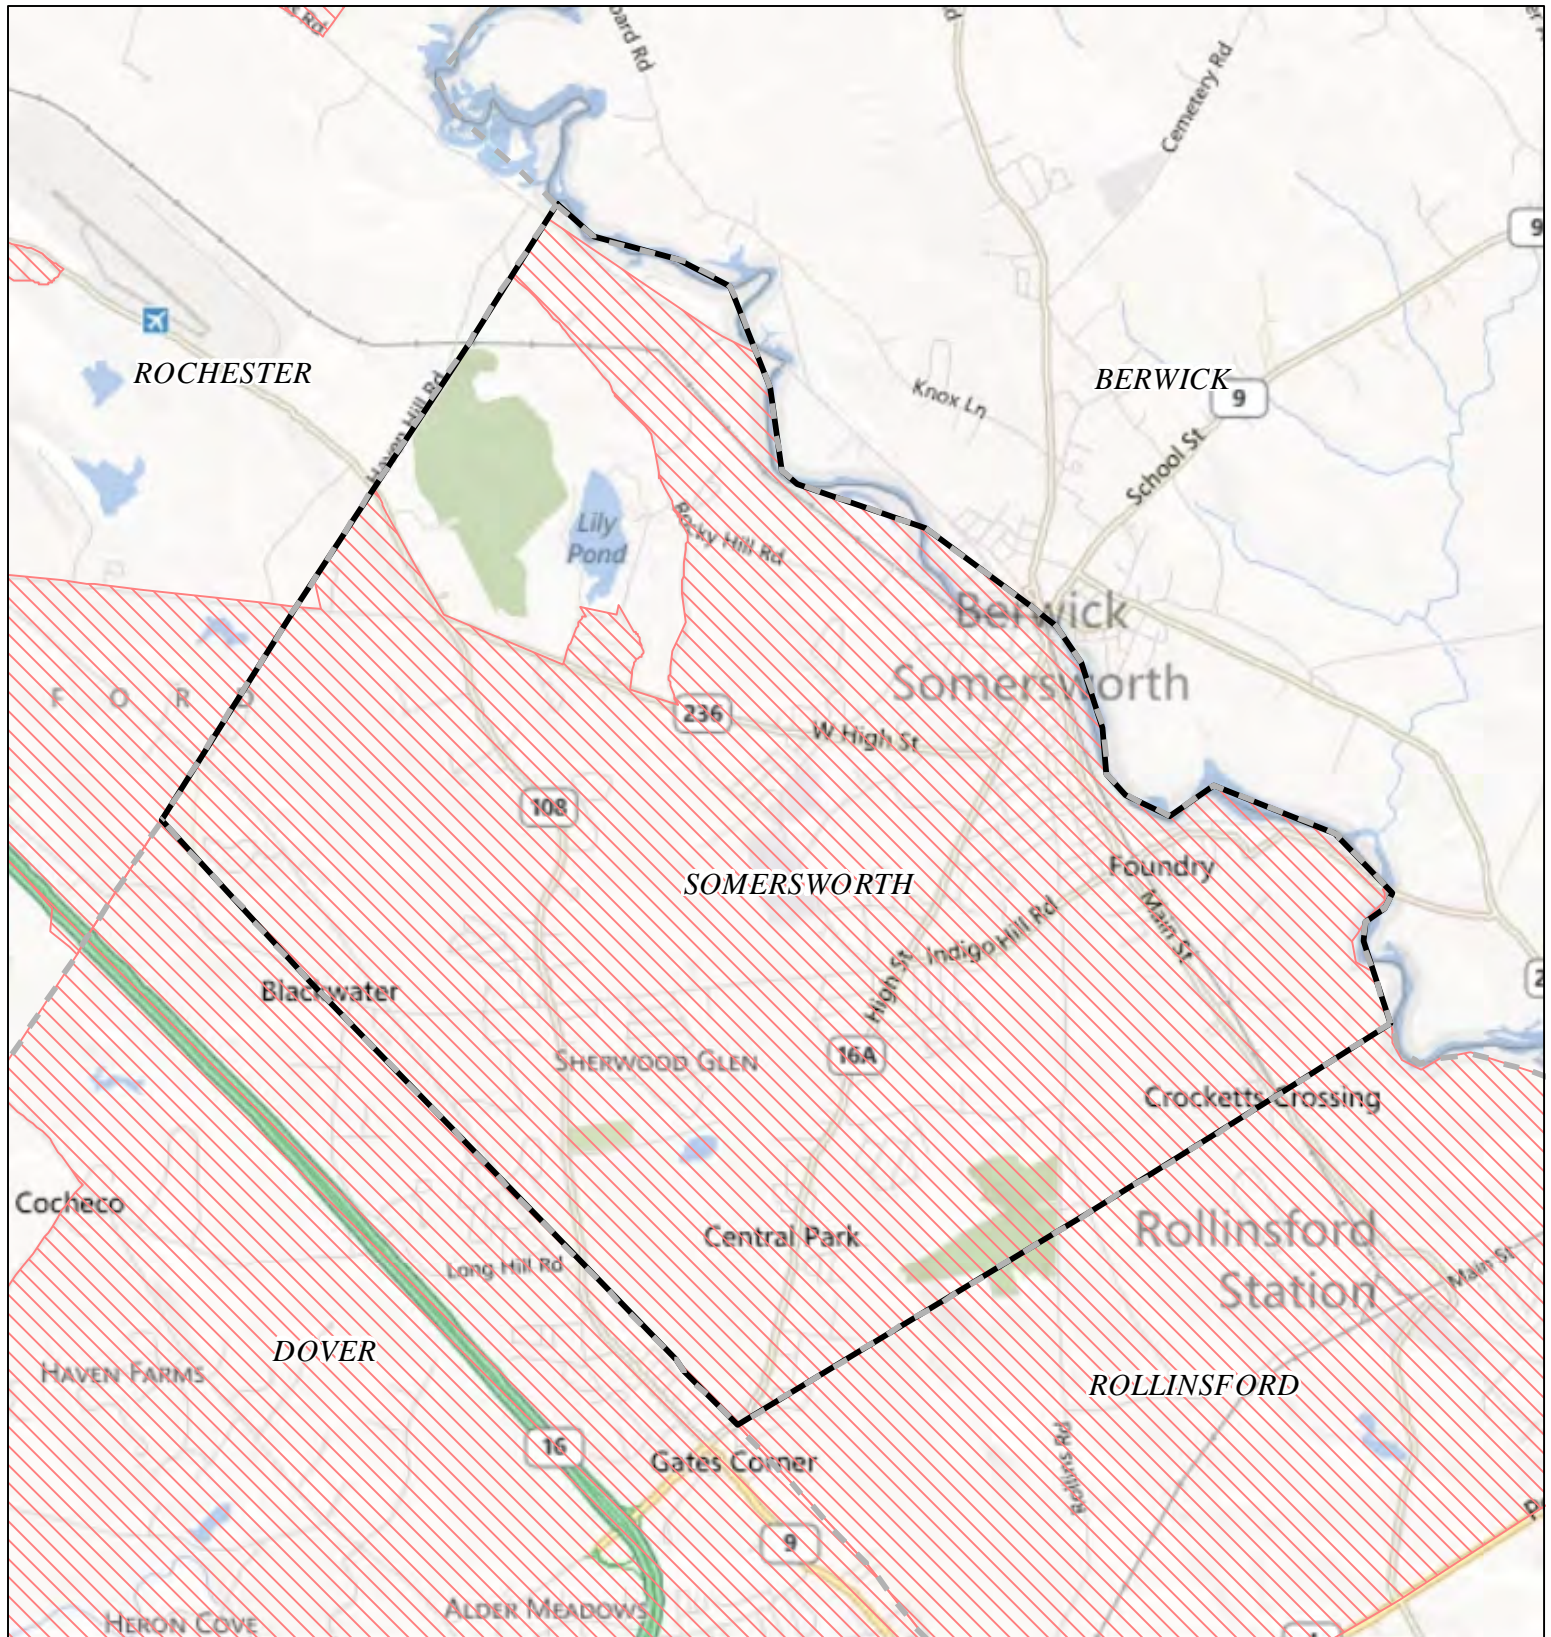 Rd
ard Rd
Cemetery Rd
9
ROCHESTER
BERWICK
Knox Ln
9
Haven Hill Rd
School St
Lily
Pond
Rocky Hill Rd
Berwick
Somersworth
F O R D
236
W High St
108
Foundry
SOMERSWORTH
Main St
Indigo Hill Rd
High St
Blackwater
2
SHERWOOD GLEN
16A
Crocketts Crossing
Cocheco
Central Park
Rollinsford
Station
Main St
Long Hill Rd
DOVER
HAVEN FARMS
ROLLINSFORD
16
Gates Corner
Rollins Rd
9
ALDER MEADOWS
HERON COVE